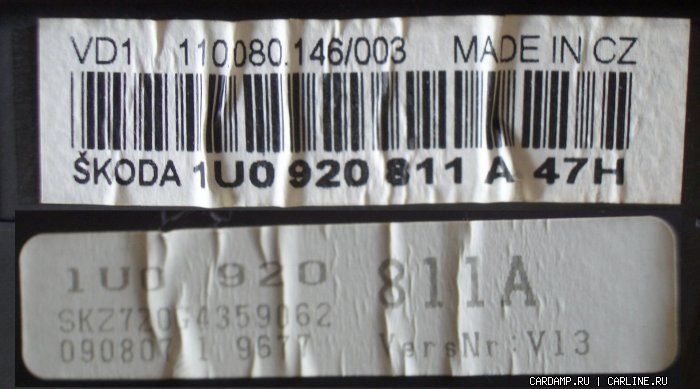 VD1 110.080.146/003 MADE IN CZ
ŠKODA 1U0 920 811 A 47H
1U0 920 811A
SKZ7Z0G4359062
090807 1 9677 VersNr:V13
CARDAMP.RU | CARLINE.RU